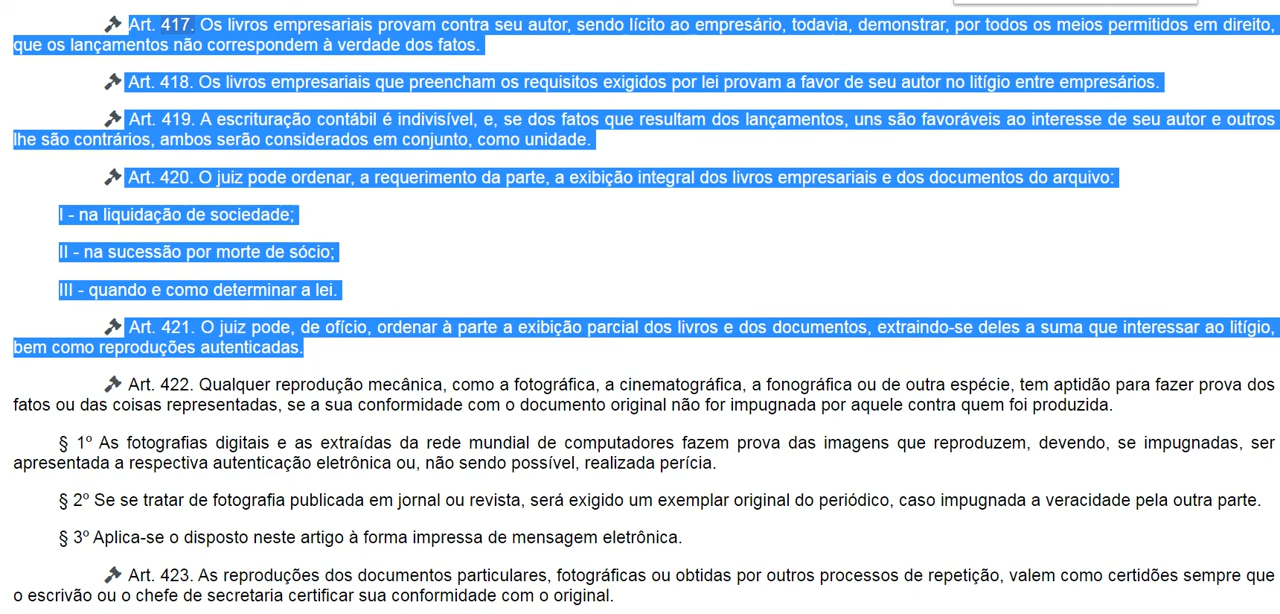 Art. 417. Os livros empresariais provam contra seu autor, sendo lícito ao empresário, todavia, demonstrar, por todos os meios permitidos em direito,
que os lançamentos não correspondem à verdade dos fatos.
Art. 418. Os livros empresariais que preencham os requisitos exigidos por lei provam a favor de seu autor no litígio entre empresários.
Art. 419. A escrituração contábil é indivisível, e, se dos fatos que resultam dos lançamentos, uns são favoráveis ao interesse de seu autor e outros
lhe são contrários, ambos serão considerados em conjunto, como unidade.
Art. 420. O juiz pode ordenar, a requerimento da parte, a exibição integral dos livros empresariais e dos documentos do arquivo:
I - na liquidação de sociedade;
II - na sucessão por morte de sócio;
III - quando e como determinar a lei.
Art. 421. O juiz pode, de ofício, ordenar à parte a exibição parcial dos livros e dos documentos, extraindo-se deles a suma que interessar ao litígio,
bem como reproduções autenticadas.
Art. 422. Qualquer reprodução mecânica, como a fotográfica, a cinematográfica, a fonográfica ou de outra espécie, tem aptidão para fazer prova dos
fatos ou das coisas representadas, se a sua conformidade com o documento original não for impugnada por aquele contra quem foi produzida.
§ 1º As fotografias digitais e as extraídas da rede mundial de computadores fazem prova das imagens que reproduzem, devendo, se impugnadas, ser
apresentada a respectiva autenticação eletrônica ou, não sendo possível, realizada perícia.
§ 2º Se se tratar de fotografia publicada em jornal ou revista, será exigido um exemplar original do periódico, caso impugnada a veracidade pela outra parte.
§ 3º Aplica-se o disposto neste artigo à forma impressa de mensagem eletrônica.
Art. 423. As reproduções dos documentos particulares, fotográficas ou obtidas por outros processos de repetição, valem como certidões sempre que
o escrivão ou o chefe de secretaria certificar sua conformidade com o original.